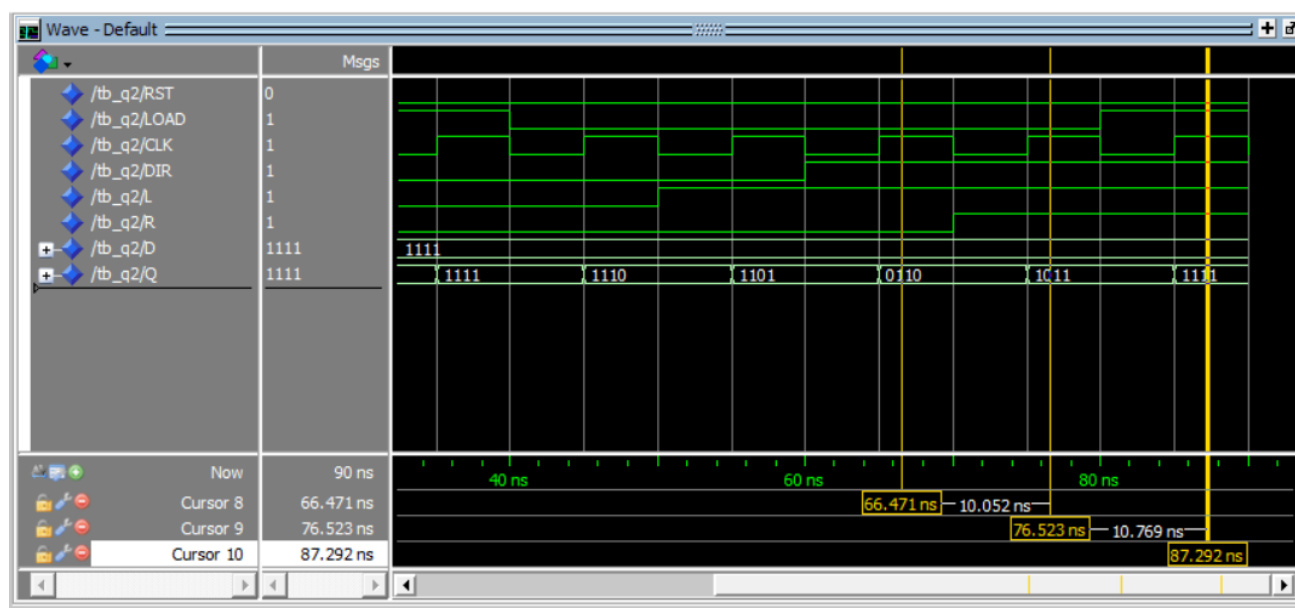 Wave - Default
Msgs
/tb_q2/RST 0
/tb_q2/LOAD 1
/tb_q2/CLK 1
/tb_q2/DIR 1
/tb_q2/L 1
/tb_q2/R 1
/tb_q2/D 1111 1111
/tb_q2/Q 1111 1111 1110 1101 0110 1011 1111
Now 90 ns 40 ns 60 ns 80 ns
Cursor 8 66.471 ns 66.471 ns 10.052 ns
Cursor 9 76.523 ns 76.523 ns 10.769 ns
Cursor 10 87.292 ns 87.292 ns